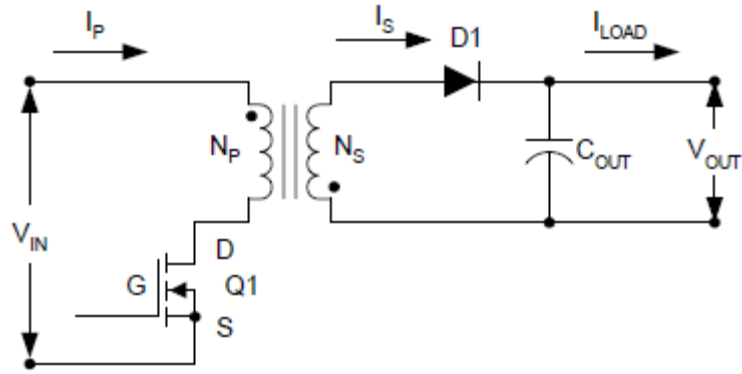 I_P
I_S
D1
I_LOAD
N_P
N_S
C_OUT
V_OUT
V_IN
D
G
Q1
S